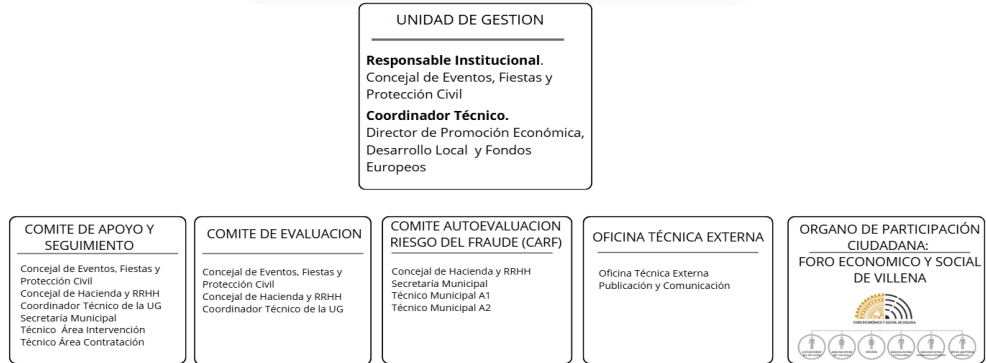 UNIDAD DE GESTION
Responsable Institucional.
Concejal de Eventos, Fiestas y
Protección Civil
Coordinador Técnico.
Director de Promoción Económica,
Desarrollo Local y Fondos
Europeos
COMITE DE APOYO Y
SEGUIMIENTO
Concejal de Eventos, Fiestas y
Protección Civil
Concejal de Hacienda y RRHH
Coordinador Técnico de la UG
Secretaría Municipal
Técnico Área Intervención
Técnico Área Contratación
COMITE DE EVALUACION
Concejal de Eventos, Fiestas y
Protección Civil
Concejal de Hacienda y RRHH
Coordinador Técnico de la UG
COMITE AUTOEVALUACION
RIESGO DEL FRAUDE (CARF)
Concejal de Hacienda y RRHH
Secretaría Municipal
Técnico Municipal A1
Técnico Municipal A2
OFICINA TÉCNICA EXTERNA
Oficina Técnica Externa
Publicación y Comunicación
ORGANO DE PARTICIPACIÓN
CIUDADANA:
FORO ECONOMICO Y SOCIAL
DE VILLENA
FORO ECONÓMICO Y SOCIAL DE VILLENA